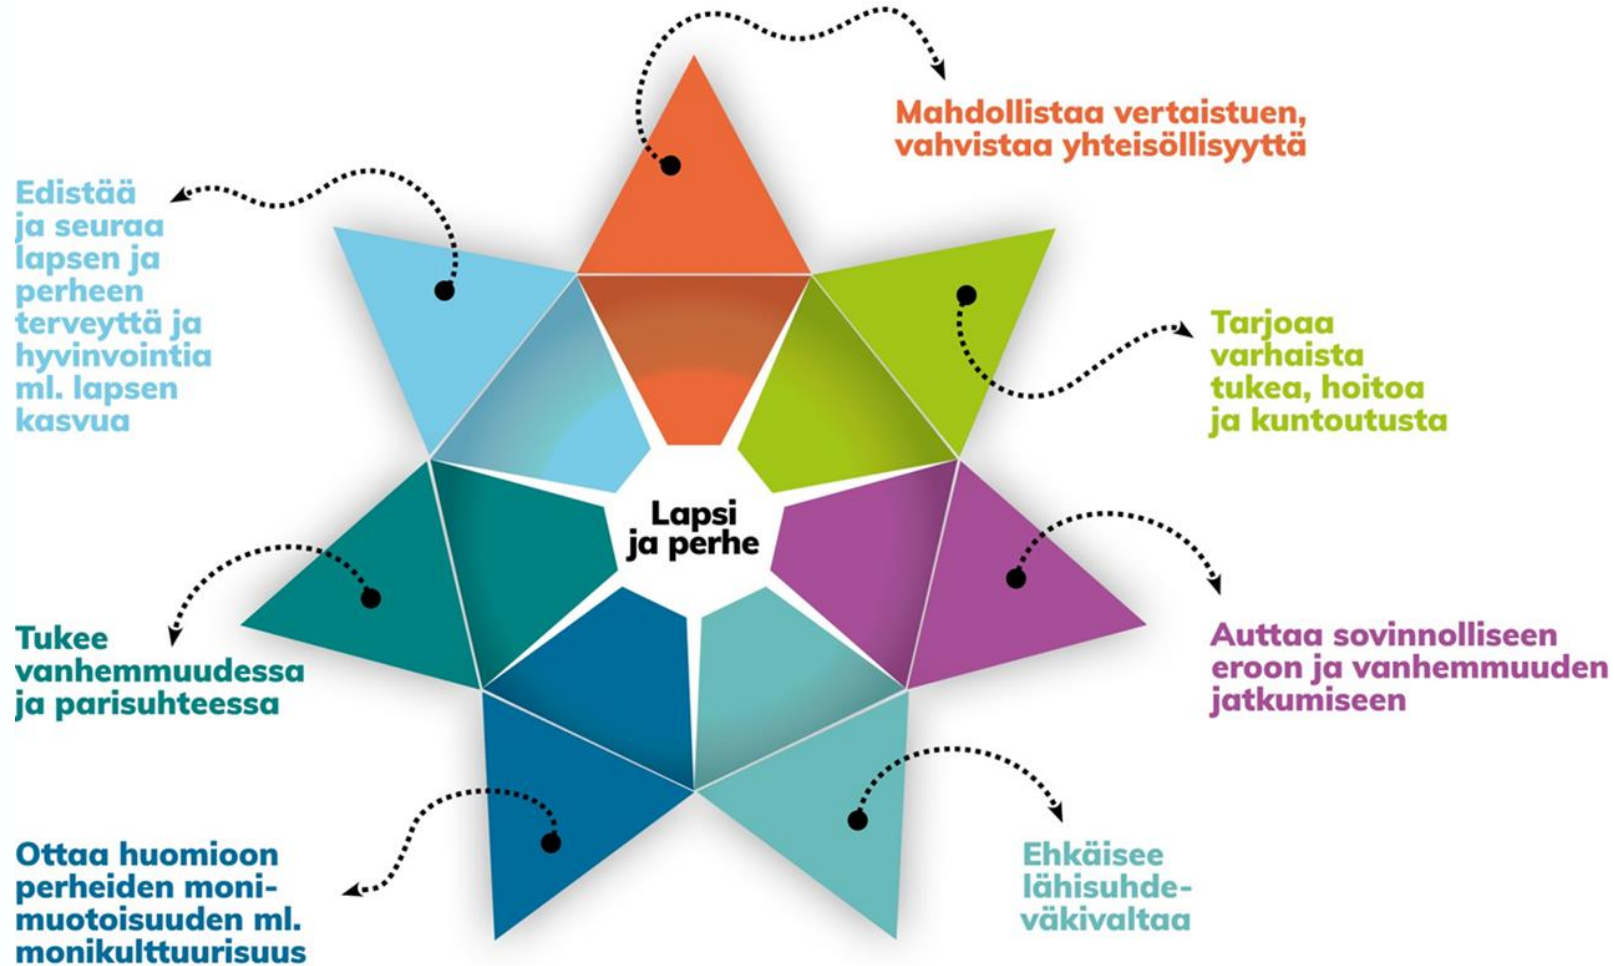 Mahdollistaa vertaistuen,
vahvistaa yhteisöllisyyttä
Edistää
ja seuraa
lapsen ja
perheen
terveyttä ja
hyvinvointia
ml. lapsen
kasvua
Tarjoaa
varhaista
tukea, hoitoa
ja kuntoutusta
Lapsi
ja perhe
Tukee
vanhemmuudessa
ja parisuhteessa
Auttaa sovinnolliseen
eroon ja vanhemmuuden
jatkumiseen
Ottaa huomioon
perheiden moni-
muotoisuuden ml.
monikulttuurisuus
Ehkäisee
lähisuhde-
väkivaltaa